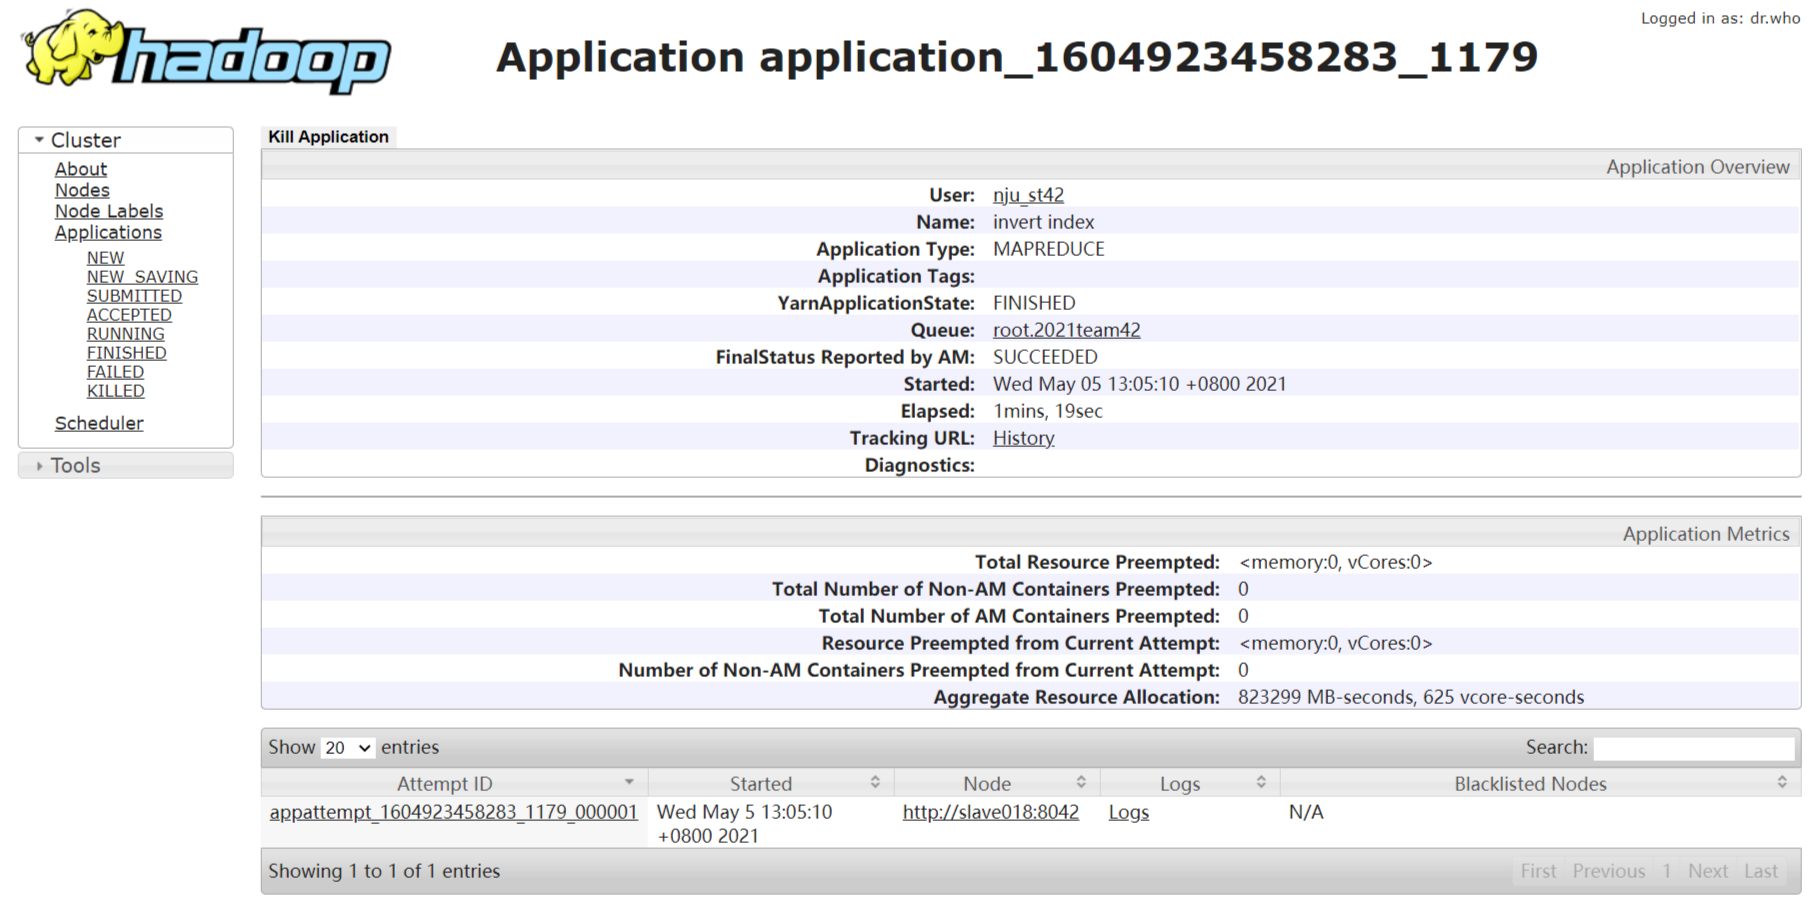 Logged in as: dr.who
hadoop
Application application_1604923458283_1179
Cluster
About
Nodes
Node Labels
Applications
NEW
NEW_SAVING
SUBMITTED
ACCEPTED
RUNNING
FINISHED
FAILED
KILLED
Scheduler
Tools
Kill Application
Application Overview
User: nju_st42
Name: invert index
Application Type: MAPREDUCE
Application Tags:
YarnApplicationState: FINISHED
Queue: root.2021team42
FinalStatus Reported by AM: SUCCEEDED
Started: Wed May 05 13:05:10 +0800 2021
Elapsed: 1mins, 19sec
Tracking URL: History
Diagnostics:
Application Metrics
Total Resource Preempted: <memory:0, vCores:0>
Total Number of Non-AM Containers Preempted: 0
Total Number of AM Containers Preempted: 0
Resource Preempted from Current Attempt: <memory:0, vCores:0>
Number of Non-AM Containers Preempted from Current Attempt: 0
Aggregate Resource Allocation: 823299 MB-seconds, 625 vcore-seconds
Show 20 entries Search:
Attempt ID Started Node Logs Blacklisted Nodes
appattempt_1604923458283_1179_000001 Wed May 5 13:05:10 http://slave018:8042 Logs N/A
+0800 2021
Showing 1 to 1 of 1 entries First Previous 1 Next Last